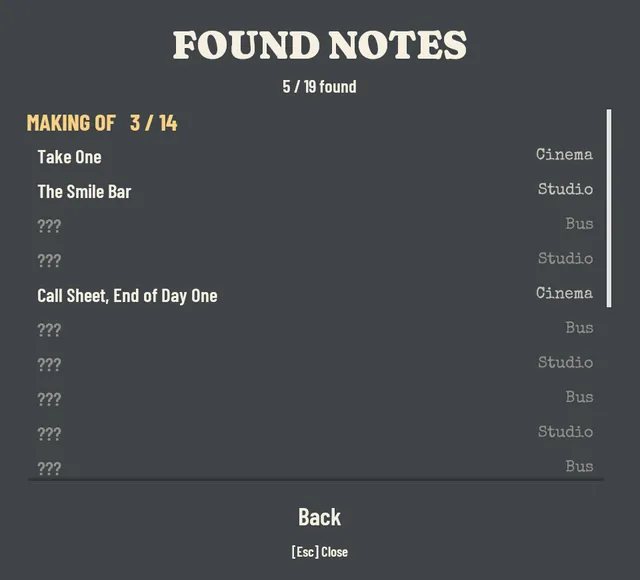 FOUND NOTES
5 / 19 found
MAKING OF 3 / 14
Take One Cinema
The Smile Bar Studio
??? Bus
??? Studio
Call Sheet, End of Day One Cinema
??? Bus
??? Studio
??? Bus
??? Studio
??? Bus
Back
[Esc] Close